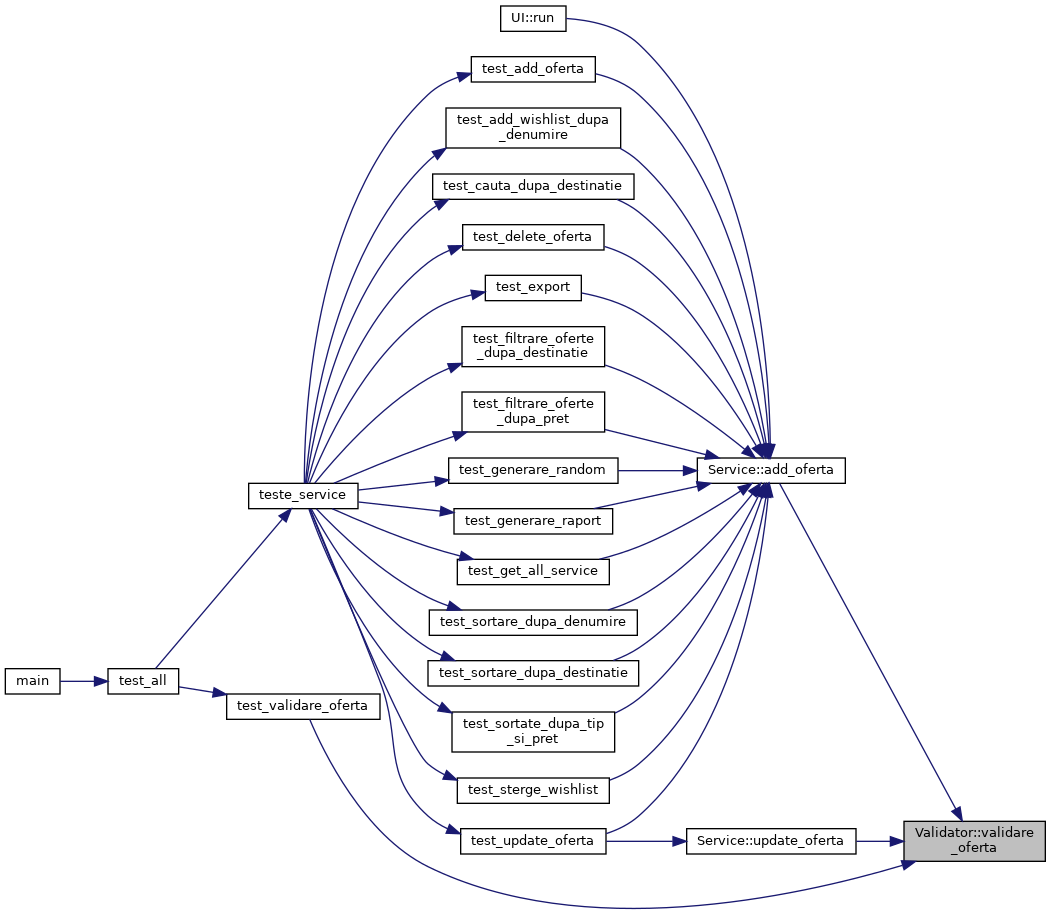 UI::run
test_add_oferta
test_add_wishlist_dupa
_denumire
test_cauta_dupa_destinatie
test_delete_oferta
test_export
test_filtrare_oferte
_dupa_destinatie
test_filtrare_oferte
_dupa_pret
test_generare_random
Service::add_oferta
teste_service
test_generare_raport
test_get_all_service
test_sortare_dupa_denumire
test_sortare_dupa_destinatie
main
test_all
test_validare_oferta
test_sortate_dupa_tip
_si_pret
test_sterge_wishlist
test_update_oferta
Service::update_oferta
Validator::validare
_oferta